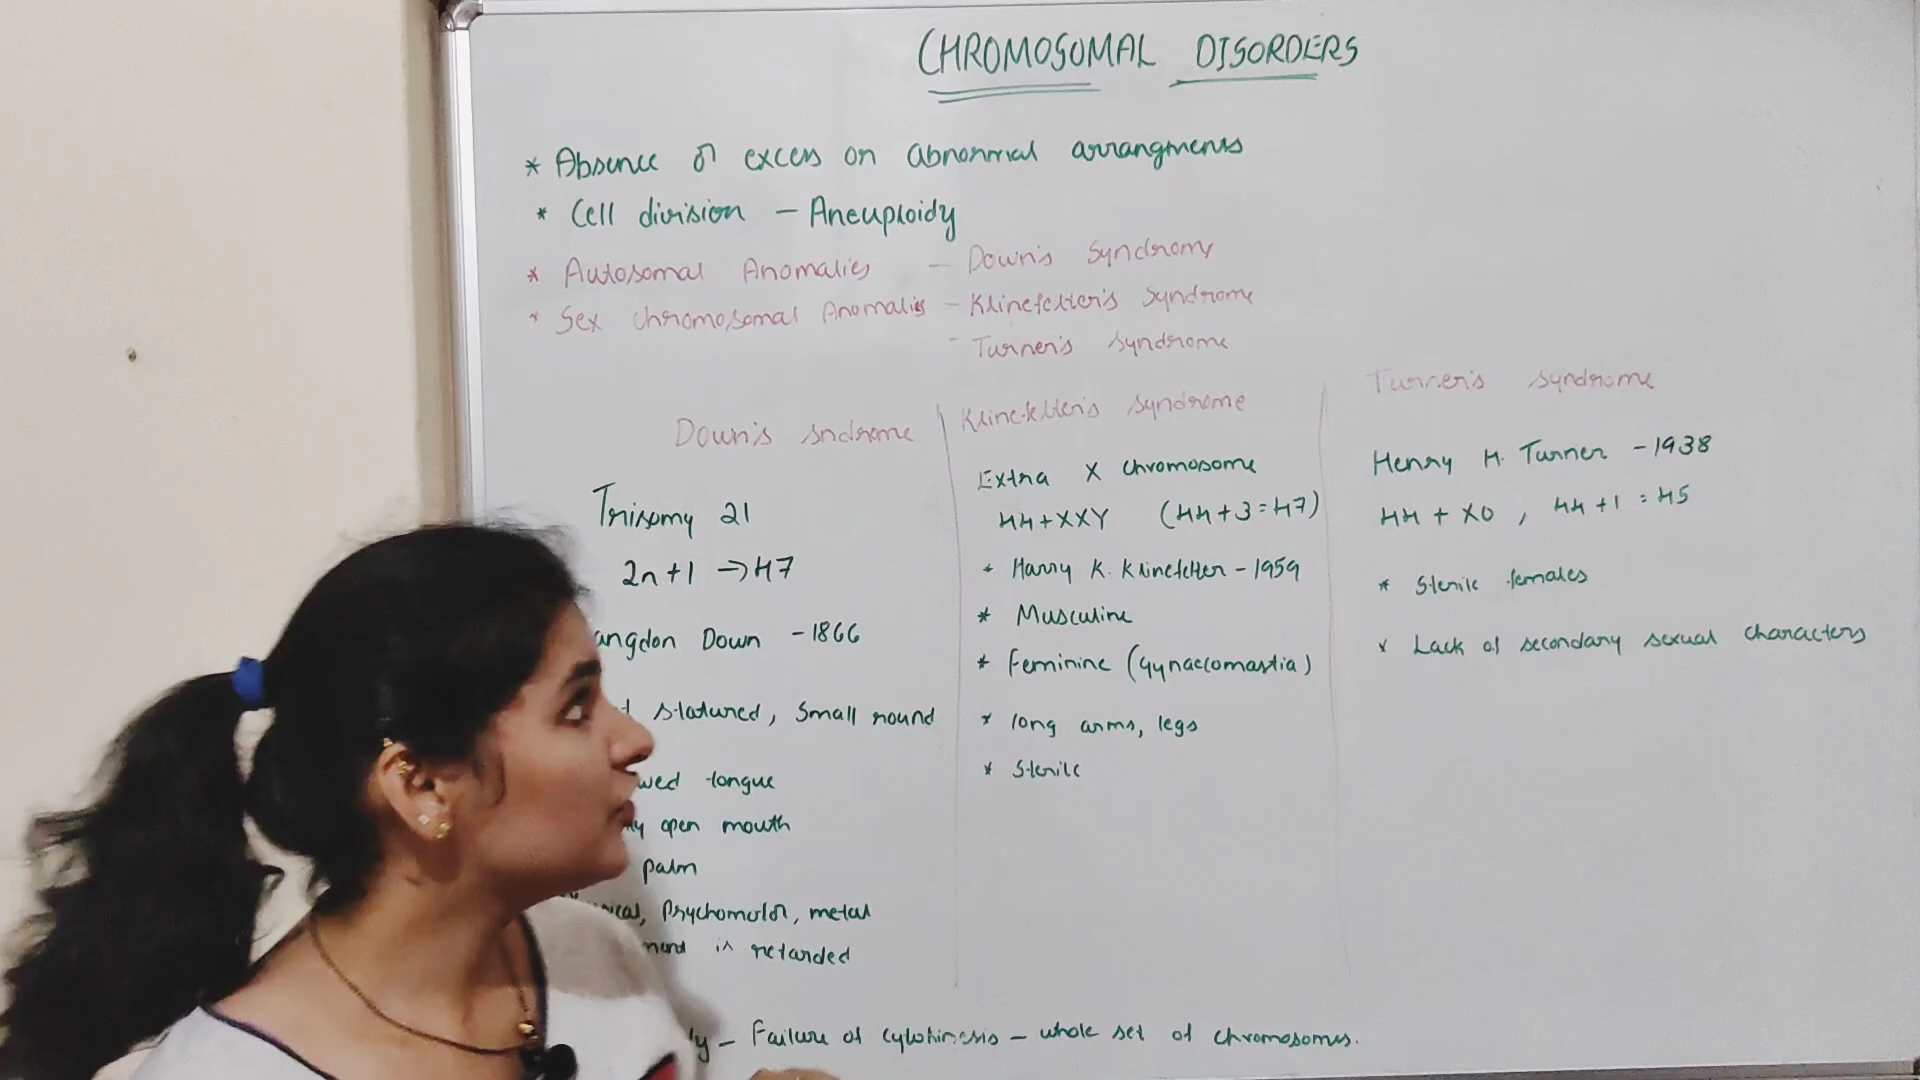 CHROMOSOMAL DISORDERS
* Absence or excess or abnormal arrangments
* Cell division - Aneuploidy
* Autosomal Anomalies - Down's Syndrome
* Sex chromosomal Anomalies - Klinefelter's Syndrome
- Turner's syndrome
Down's sndrome
Trisomy 21
2n+1 → 47
angdon Down - 1866
statured, small round
wed tongue
open mouth
palm
Psychomotor, metal
is retarded
Klinefelter's syndrome
Extra X chromosome
44+XXY (44+3=47)
* Harry K. Klinefelter - 1959
* Musculine
* Feminine (Gynaecomastia)
* long arms, legs
* Sterile
Turner's syndrome
Henry H. Turner - 1938
44 + XO , 44 +1 = 45
* Sterile females
* Lack of secondary sexual characters
y - Failure of cytokinesis - whole set of chromosomes.